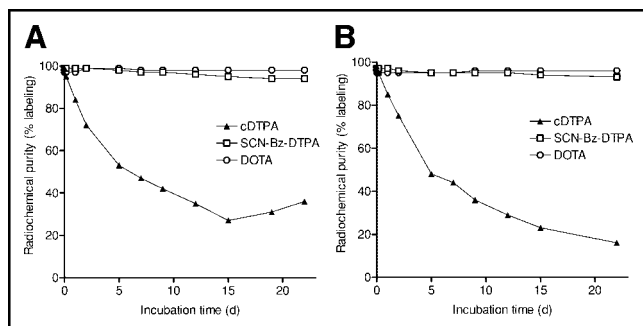 A
Radiochemical purity (% labeling)
100
80
60
40
20
0
cDTPA
SCN-Bz-DTPA
DOTA
0 5 10 15 20
Incubation time (d)
B
Radiochemical purity (% labeling)
100
80
60
40
20
0
cDTPA
SCN-Bz-DTPA
DOTA
0 5 10 15 20
Incubation time (d)